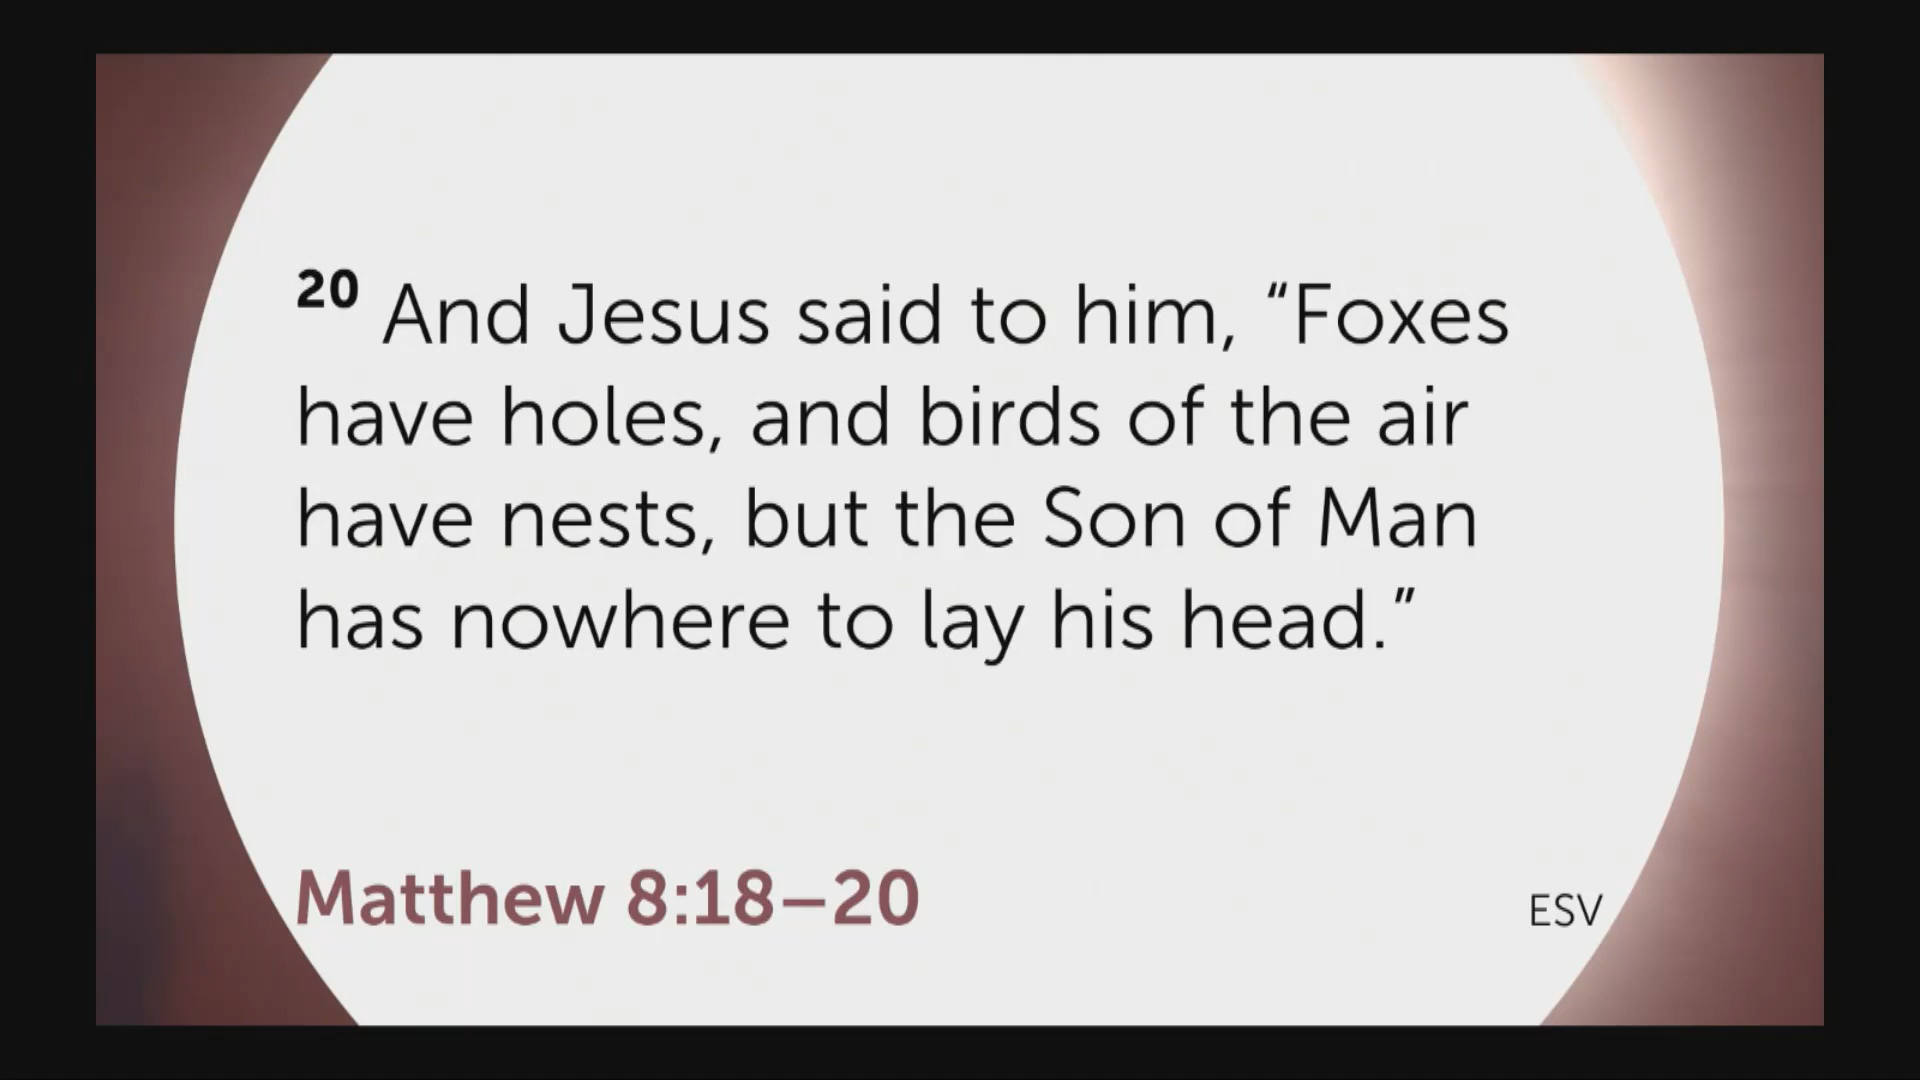 20 And Jesus said to him, “Foxes
have holes, and birds of the air
have nests, but the Son of Man
has nowhere to lay his head.”
Matthew 8:18–20
ESV